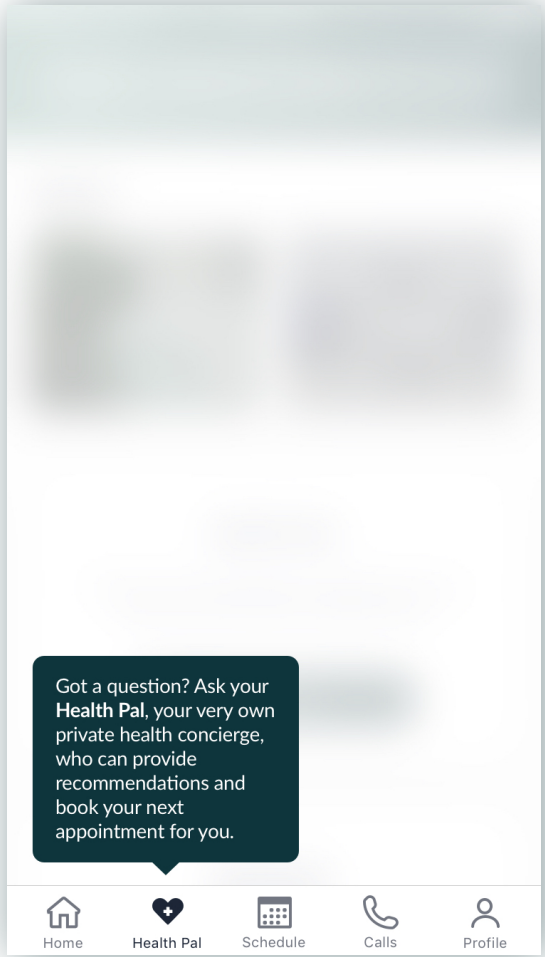 Got a question? Ask your
Health Pal, your very own
private health concierge,
who can provide
recommendations and
book your next
appointment for you.
Home
Health Pal
Schedule
Calls
Profile